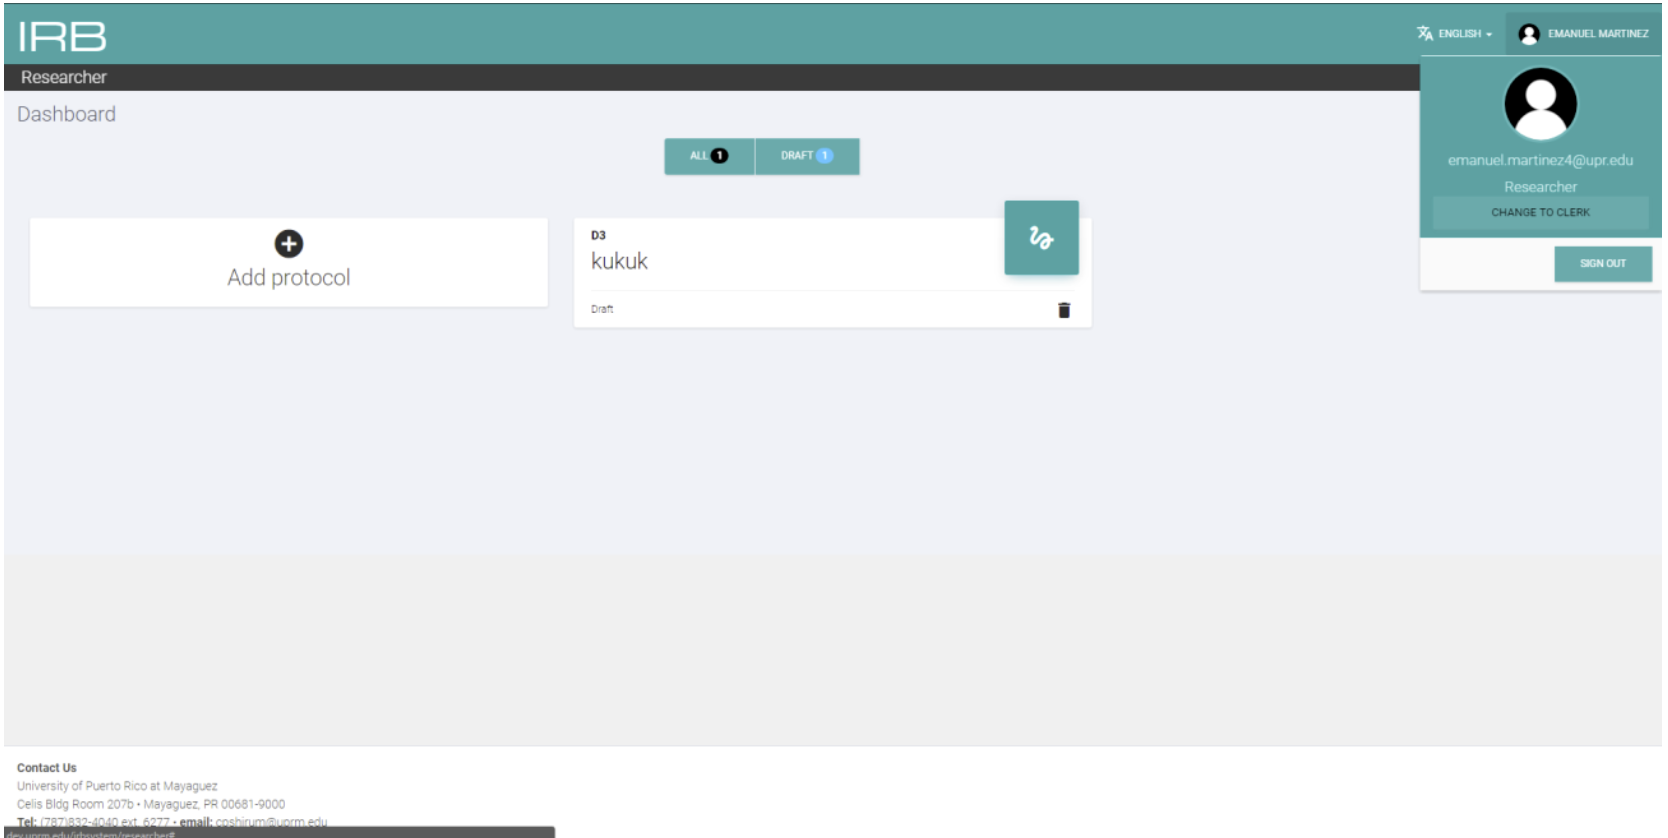 IRB
ENGLISH
EMANUEL MARTINEZ
Researcher
Dashboard
ALL 1
DRAFT 1
emanuel.martinez4@upr.edu
Researcher
CHANGE TO CLERK
SIGN OUT
Add protocol
D3
kukuk
Draft
Contact Us
University of Puerto Rico at Mayaguez
Celis Bldg Room 207b • Mayaguez, PR 00681-9000
Tel: (787)832-4040 ext. 6277 • email: cpshirum@uprm.edu
dev.uprm.edu/irbsystem/researcher#